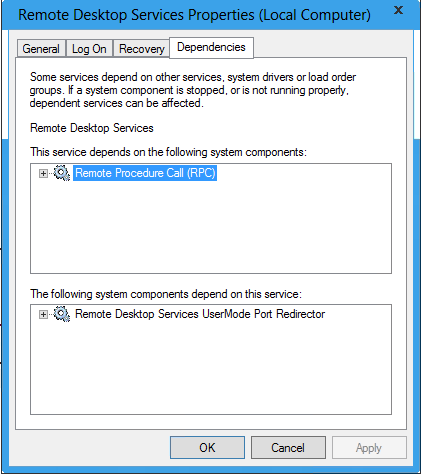 Remote Desktop Services Properties (Local Computer)
General Log On Recovery Dependencies
Some services depend on other services, system drivers or load order
groups. If a system component is stopped, or is not running properly,
dependent services can be affected.
Remote Desktop Services
This service depends on the following system components:
Remote Procedure Call (RPC)
The following system components depend on this service:
Remote Desktop Services UserMode Port Redirector
OK Cancel Apply